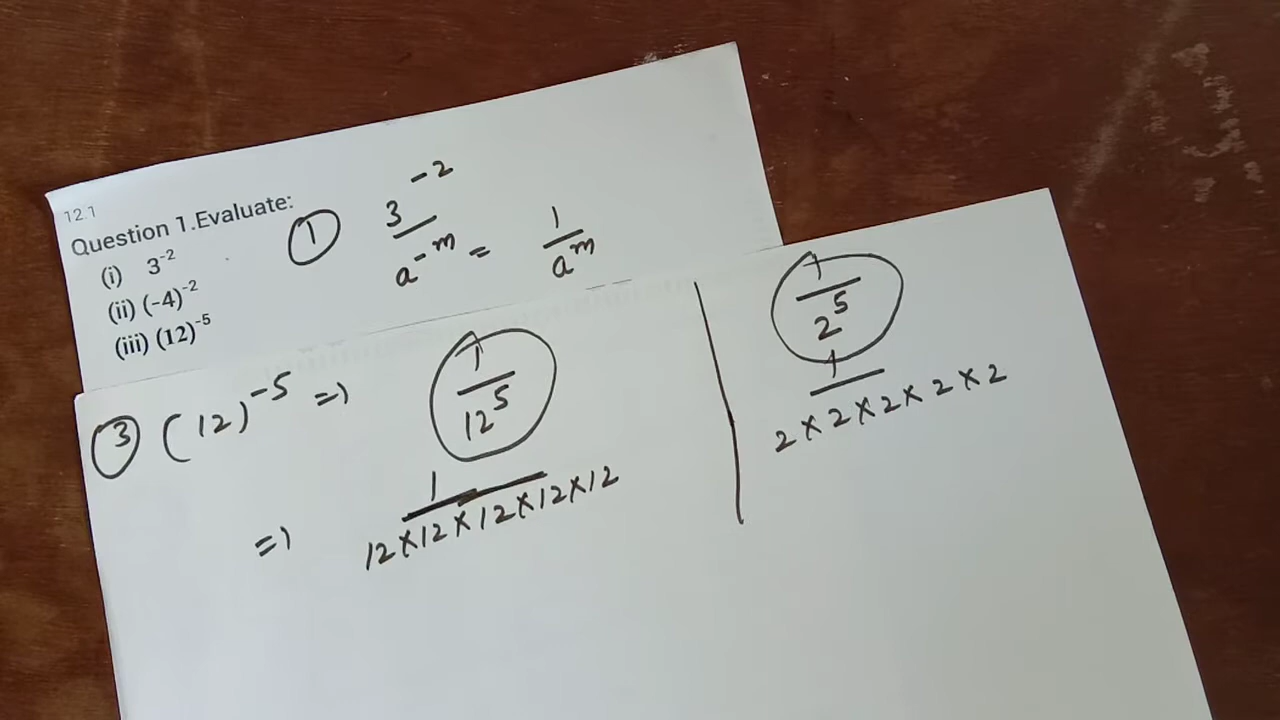 12.1
Question 1.Evaluate:
(i) 3⁻²
(ii) (-4)⁻²
(iii) (12)⁻⁵
① 3⁻²
a⁻ᵐ = 1/aᵐ
③ (12)⁻⁵ => 1/12⁵
=> 1/12×12×12×12×12
1/2⁵
1/2×2×2×2×2